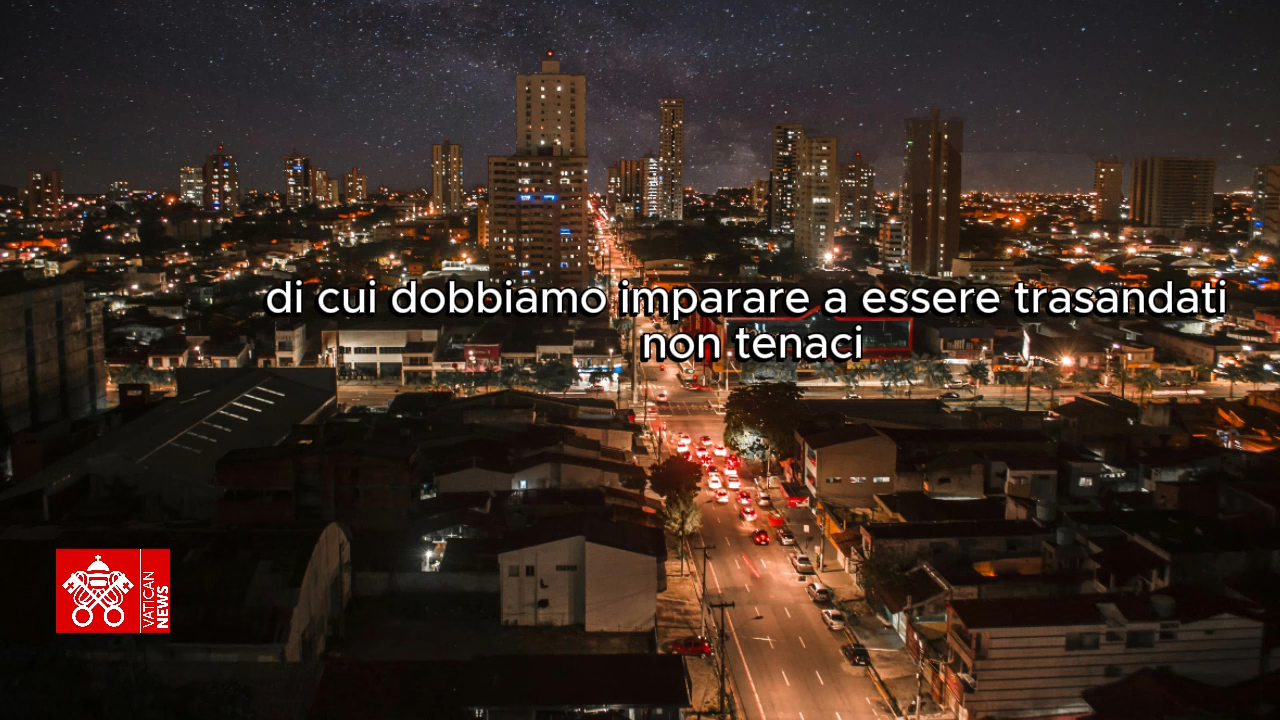 di cui dobbiamo imparare a essere trasandati
non tenaci
VATICAN
NEWS